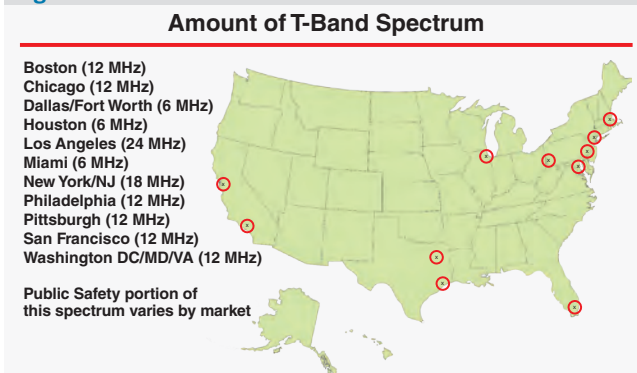 Amount of T-Band Spectrum
Boston (12 MHz)
Chicago (12 MHz)
Dallas/Fort Worth (6 MHz)
Houston (6 MHz)
Los Angeles (24 MHz)
Miami (6 MHz)
New York/NJ (18 MHz)
Philadelphia (12 MHz)
Pittsburgh (12 MHz)
San Francisco (12 MHz)
Washington DC/MD/VA (12 MHz)
Public Safety portion of
this spectrum varies by market